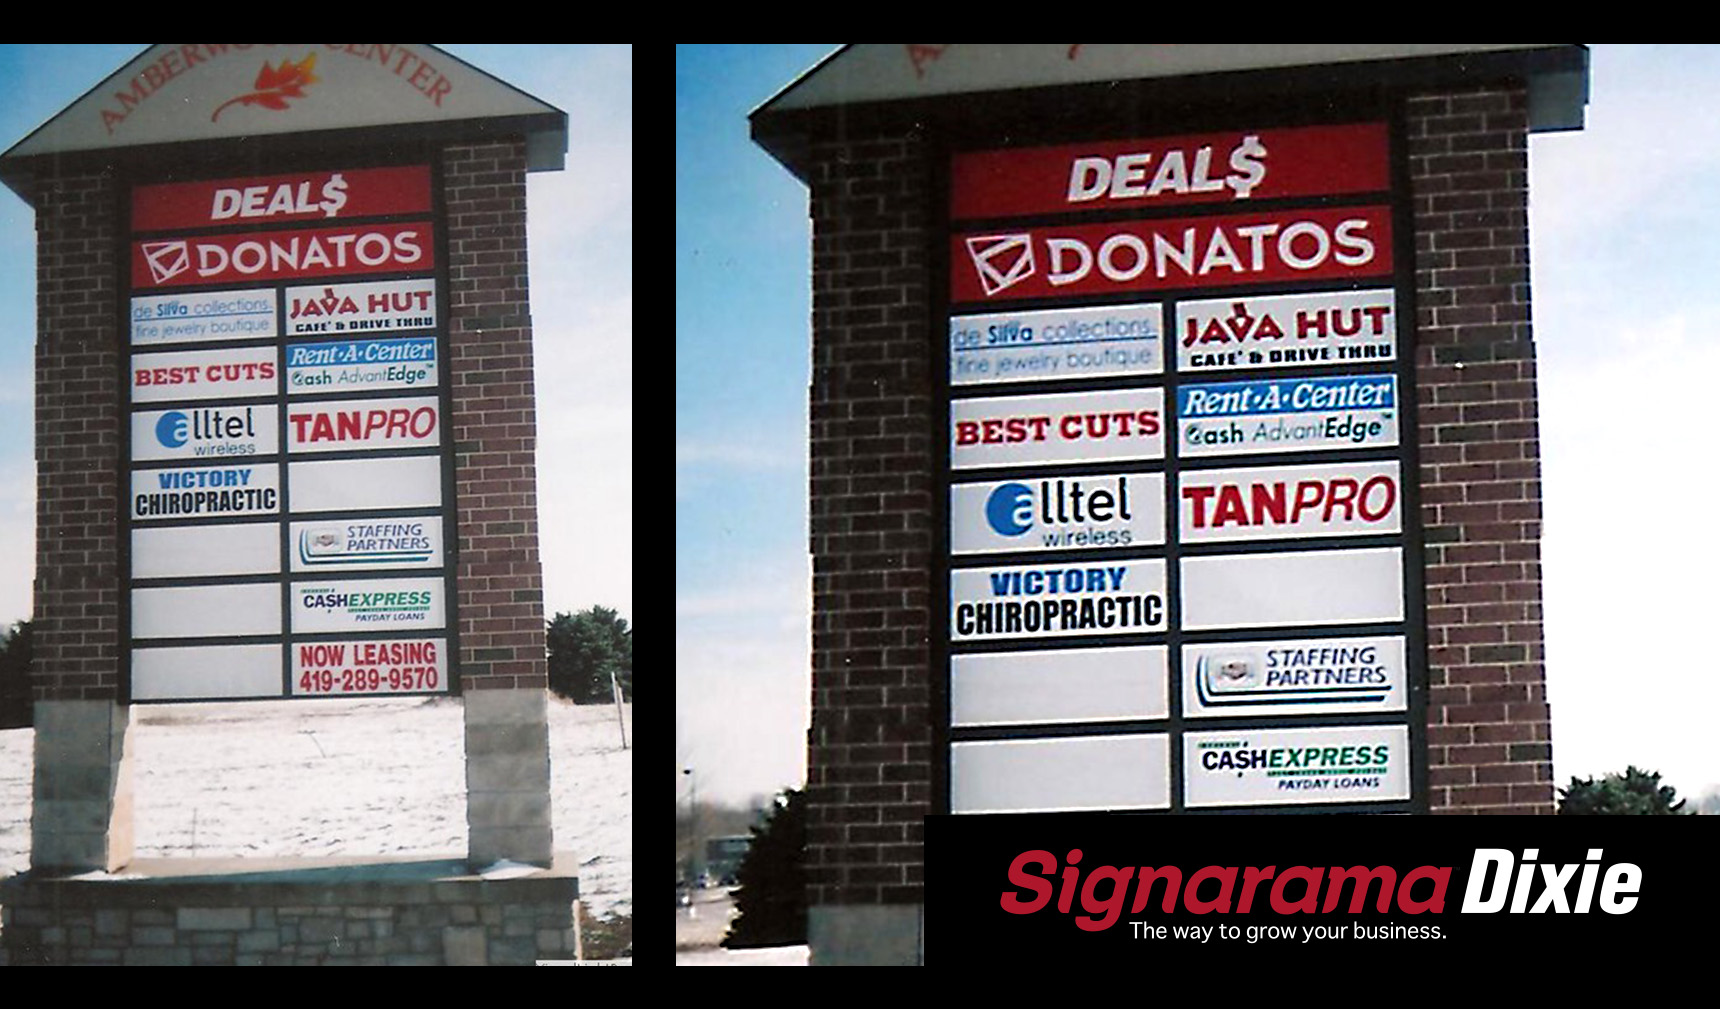 AMBERWOOD CENTER
DEAL$
DONATOS
de Silva collections
fine jewelry boutique
JAVA HUT
CAFE' & DRIVE THRU
BEST CUTS
Rent·A·Center
Cash AdvantEdge™
alltel
wireless
TANPRO
VICTORY
CHIROPRACTIC
STAFFING
PARTNERS
CASHEXPRESS
PAYDAY LOANS
NOW LEASING
419-289-9570
DEAL$
DONATOS
de Silva collections
fine jewelry boutique
JAVA HUT
CAFE' & DRIVE THRU
BEST CUTS
Rent·A·Center
Cash AdvantEdge™
alltel
wireless
TANPRO
VICTORY
CHIROPRACTIC
STAFFING
PARTNERS
CASHEXPRESS
PAYDAY LOANS
Signarama Dixie
The way to grow your business.